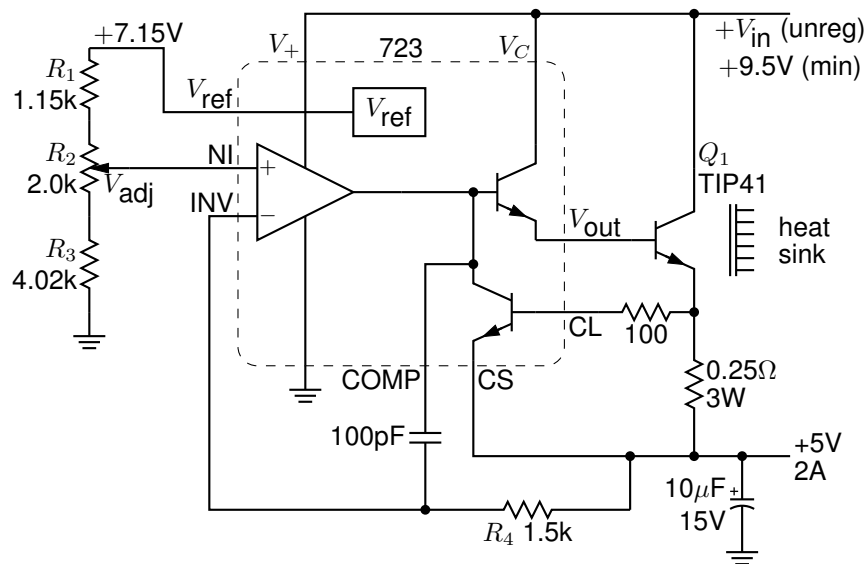 +7.15V
V+
723
VC
+Vin (unreg)
+9.5V (min)
R1
1.15k
Vref
Vref
R2
2.0k
Vadj
NI
+
INV
−
Q1
TIP41
Vout
heat
sink
R3
4.02k
CL
100
COMP
CS
0.25Ω
3W
100pF
+5V
2A
10μF
+
15V
R4 1.5k